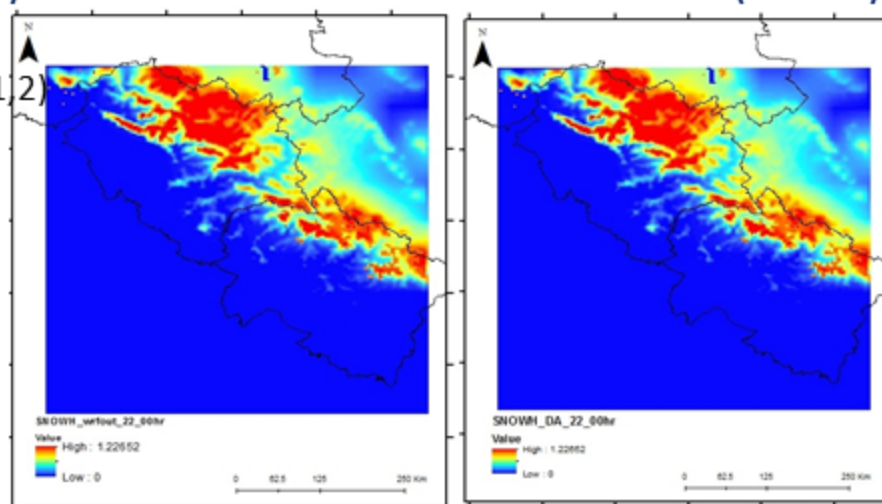 N
,2)
SNOWH_wrfout_22_00hr
Value
High : 1.22652
Low : 0
0 62.5 125 250 Km
N
SNOWH_DA_22_00hr
Value
High : 1.22652
Low : 0
0 62.5 125 250 Km